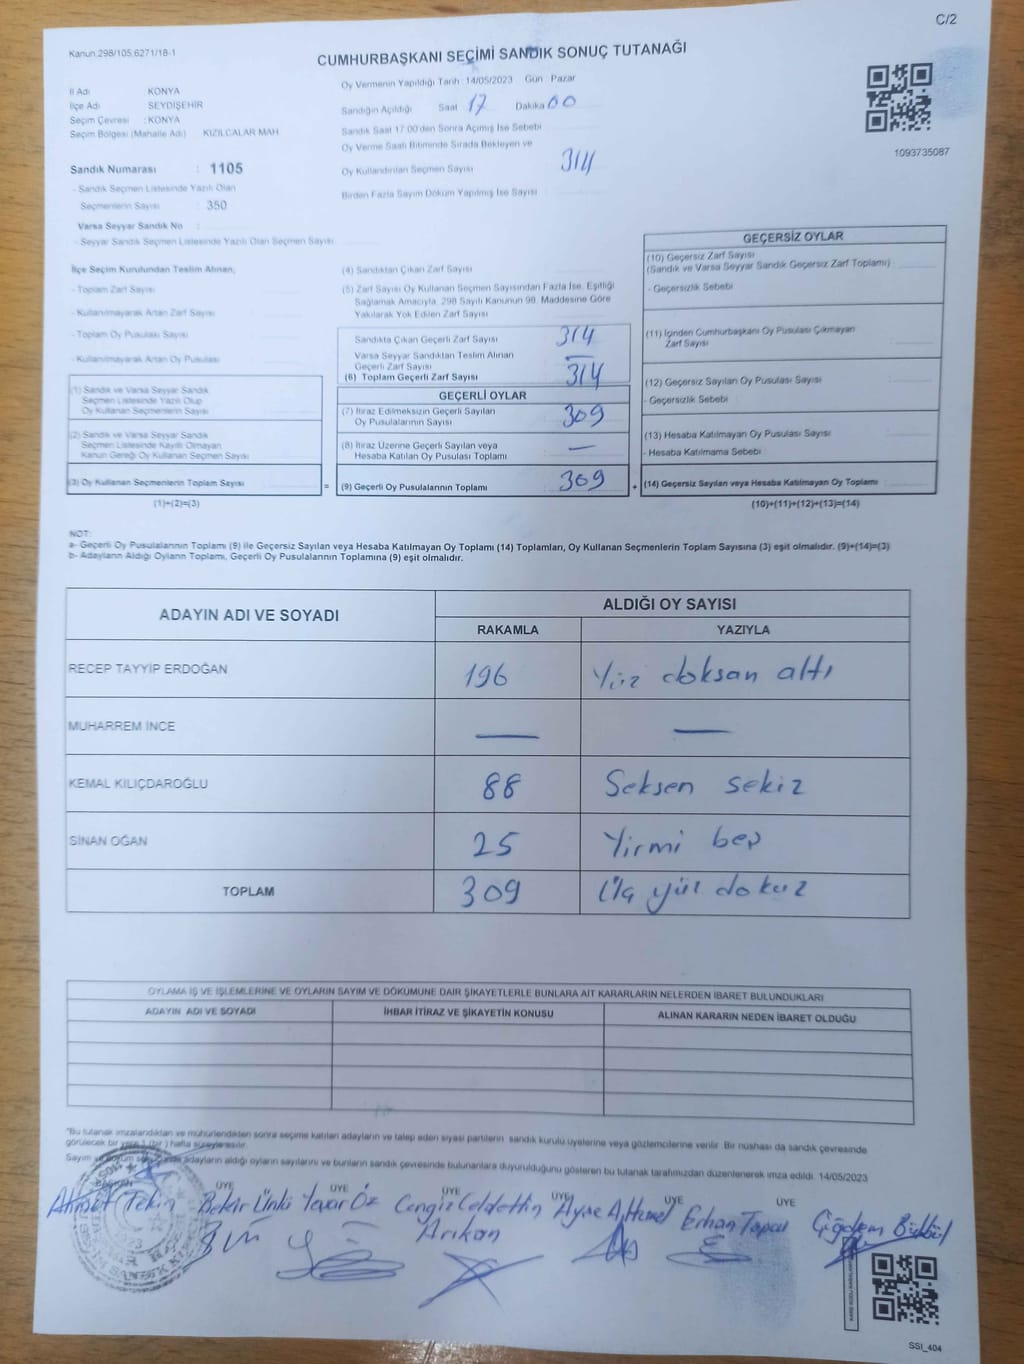 C/2
Kanun.298/105,6271/18-1
CUMHURBAŞKANI SEÇİMİ SANDIK SONUÇ TUTANAĞI
Oy Vermenin Yapıldığı Tarih :14/05/2023 Gün : Pazar
İl Adı KONYA
İlçe Adı SEYDİŞEHİR
Seçim Çevresi : KONYA
Seçim Bölgesi (Mahalle Adı) KIZILCALAR MAH
Sandığın Açıldığı Saat 17 Dakika 00
Sandık Saat 17:00'den Sonra Açımış İse Sebebi
Oy Verme Saati Bitiminde Sırada Bekleyen ve
Oy Kullandırılan Seçmen Sayısı 314
Birden Fazla Sayım Döküm Yapılmış İse Sayısı
1093735087
Sandık Numarası : 1105
- Sandık Seçmen Listesinde Yazılı Olan
Seçmenlerin Sayısı : 350
Varsa Seyyar Sandık No :
- Seyyar Sandık Seçmen Listesinde Yazılı Olan Seçmen Sayısı
İlçe Seçim Kurulundan Teslim Alınan;
- Toplam Zarf Sayısı
- Kullanılmayarak Artan Zarf Sayısı
- Toplam Oy Pusulası Sayısı
- Kullanılmayarak Artan Oy Pusulası
(1) Sandık ve Varsa Seyyar Sandık
Seçmen Listesinde Yazılı Olup
Oy Kullanan Seçmenlerin Sayısı
(2) Sandık ve Varsa Seyyar Sandık
Seçmen Listesinde Kayıtlı Olmayan
Kanun Gereği Oy Kullanan Seçmen Sayısı
(3) Oy Kullanan Seçmenlerin Toplam Sayısı
(1)+(2)=(3)
(4) Sandıktan Çıkan Zarf Sayısı
(5) Zarf Sayısı Oy Kullanan Seçmen Sayısından Fazla İse, Eşitliği
Sağlamak Amacıyla, 298 Sayılı Kanunun 98. Maddesine Göre
Yakılarak Yok Edilen Zarf Sayısı
Sandıkta Çıkan Geçerli Zarf Sayısı 314
Varsa Seyyar Sandıktan Teslim Alınan
Geçerli Zarf Sayısı —
(6) Toplam Geçerli Zarf Sayısı 314
GEÇERLİ OYLAR
(7) İtiraz Edilmeksizin Geçerli Sayılan
Oy Pusulalarının Sayısı 309
(8) İtiraz Üzerine Geçerli Sayılan veya
Hesaba Katılan Oy Pusulası Toplamı —
= (9) Geçerli Oy Pusulalarının Toplamı 309
GEÇERSİZ OYLAR
(10) Geçersiz Zarf Sayısı
(Sandık ve Varsa Seyyar Sandık Geçersiz Zarf Toplamı)
- Geçersizlik Sebebi
(11) İçinden Cumhurbaşkanı Oy Pusulası Çıkmayan
Zarf Sayısı
(12) Geçersiz Sayılan Oy Pusulası Sayısı
- Geçersizlik Sebebi
(13) Hesaba Katılmayan Oy Pusulası Sayısı
- Hesaba Katılmama Sebebi
+ (14) Geçersiz Sayılan veya Hesaba Katılmayan Oy Toplamı
(10)+(11)+(12)+(13)=(14)
NOT:
a- Geçerli Oy Pusulalarının Toplamı (9) ile Geçersiz Sayılan veya Hesaba Katılmayan Oy Toplamı (14) Toplamları, Oy Kullanan Seçmenlerin Toplam Sayısına (3) eşit olmalıdır. (9)+(14)=(3)
b- Adayların Aldığı Oyların Toplamı, Geçerli Oy Pusulalarının Toplamına (9) eşit olmalıdır.
ADAYIN ADI VE SOYADI
ALDIĞI OY SAYISI
RAKAMLA YAZIYLA
RECEP TAYYİP ERDOĞAN 196 Yüz doksan altı
MUHARREM İNCE — —
KEMAL KILIÇDAROĞLU 88 Seksen sekiz
SİNAN OĞAN 25 Yirmi beş
TOPLAM 309 Üç yüz dokuz
OYLAMA İŞ VE İŞLEMLERİNE VE OYLARIN SAYIM VE DÖKÜMÜNE DAİR ŞİKAYETLERLE BUNLARA AİT KARARLARIN NELERDEN İBARET BULUNDUKLARI
ADAYIN ADI VE SOYADI İHBAR İTİRAZ VE ŞİKAYETİN KONUSU ALINAN KARARIN NEDEN İBARET OLDUĞU
*Bu tutanak imzalandıktan ve mühürlendikten sonra seçime katılan adayların ve talep eden siyasi partilerin sandık kurulu üyelerine veya gözlemcilerine verilir. Bir nüshası da sandık çevresinde
görülecek bir yere 1 (bir) hafta süreyle asılır.
Sayım ve döküm sonucunda adayların aldığı oyların sayılarını ve bunların sandık çevresinde bulunanlara duyurulduğunu gösteren bu tutanak tarafımızdan düzenlenerek imza edildi. 14/05/2023
BAŞKAN ÜYE ÜYE ÜYE ÜYE ÜYE ÜYE
Ahmet Tekin Bekir Ünlü Yaşar Öz Cengiz Celalettin Arıkan Ayşe Erhan Topcu Çiğdem Bülbül
SSI_404